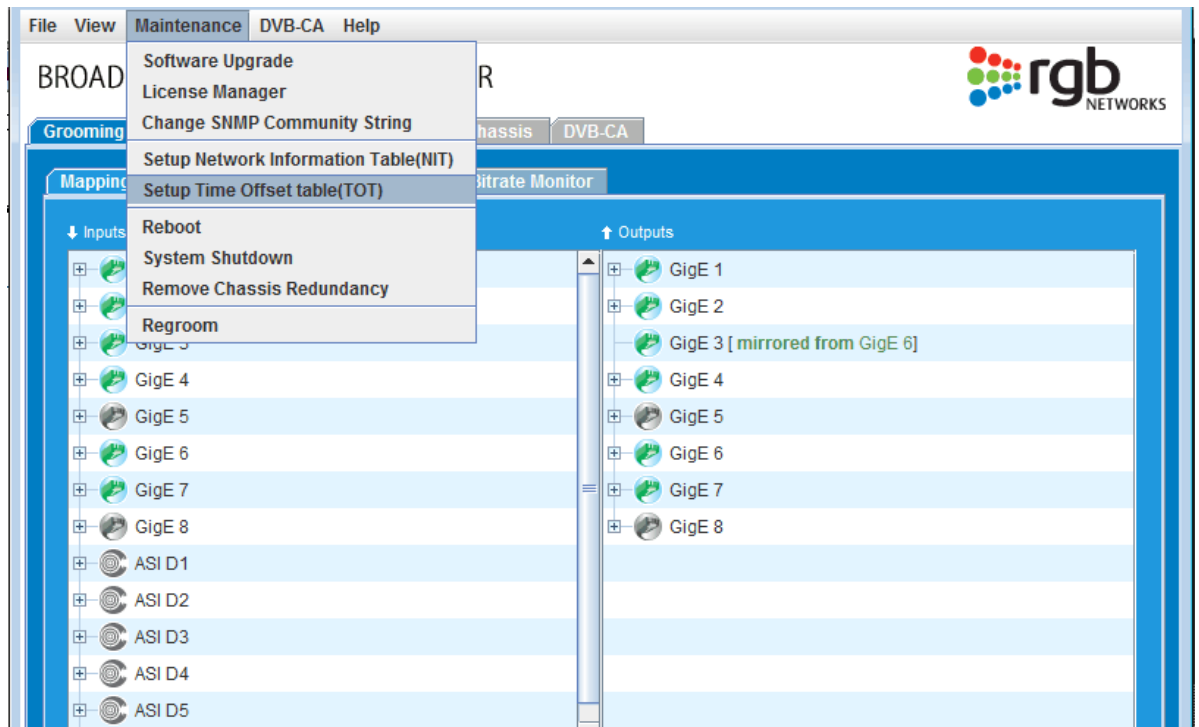 File View Maintenance DVB-CA Help
Software Upgrade
License Manager
Change SNMP Community String
Setup Network Information Table(NIT)
Setup Time Offset table(TOT)
Reboot
System Shutdown
Remove Chassis Redundancy
Regroom
BROAD R
rgb
NETWORKS
Grooming hassis DVB-CA
Mapping Bitrate Monitor
Inputs
GigE 4
GigE 5
GigE 6
GigE 7
GigE 8
ASI D1
ASI D2
ASI D3
ASI D4
ASI D5
Outputs
GigE 1
GigE 2
GigE 3 [ mirrored from GigE 6]
GigE 4
GigE 5
GigE 6
GigE 7
GigE 8